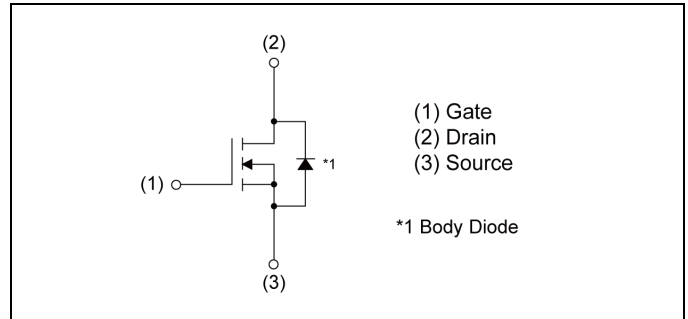 (2)
(1) Gate
(2) Drain
(3) Source
*1
(1)
*1 Body Diode
(3)